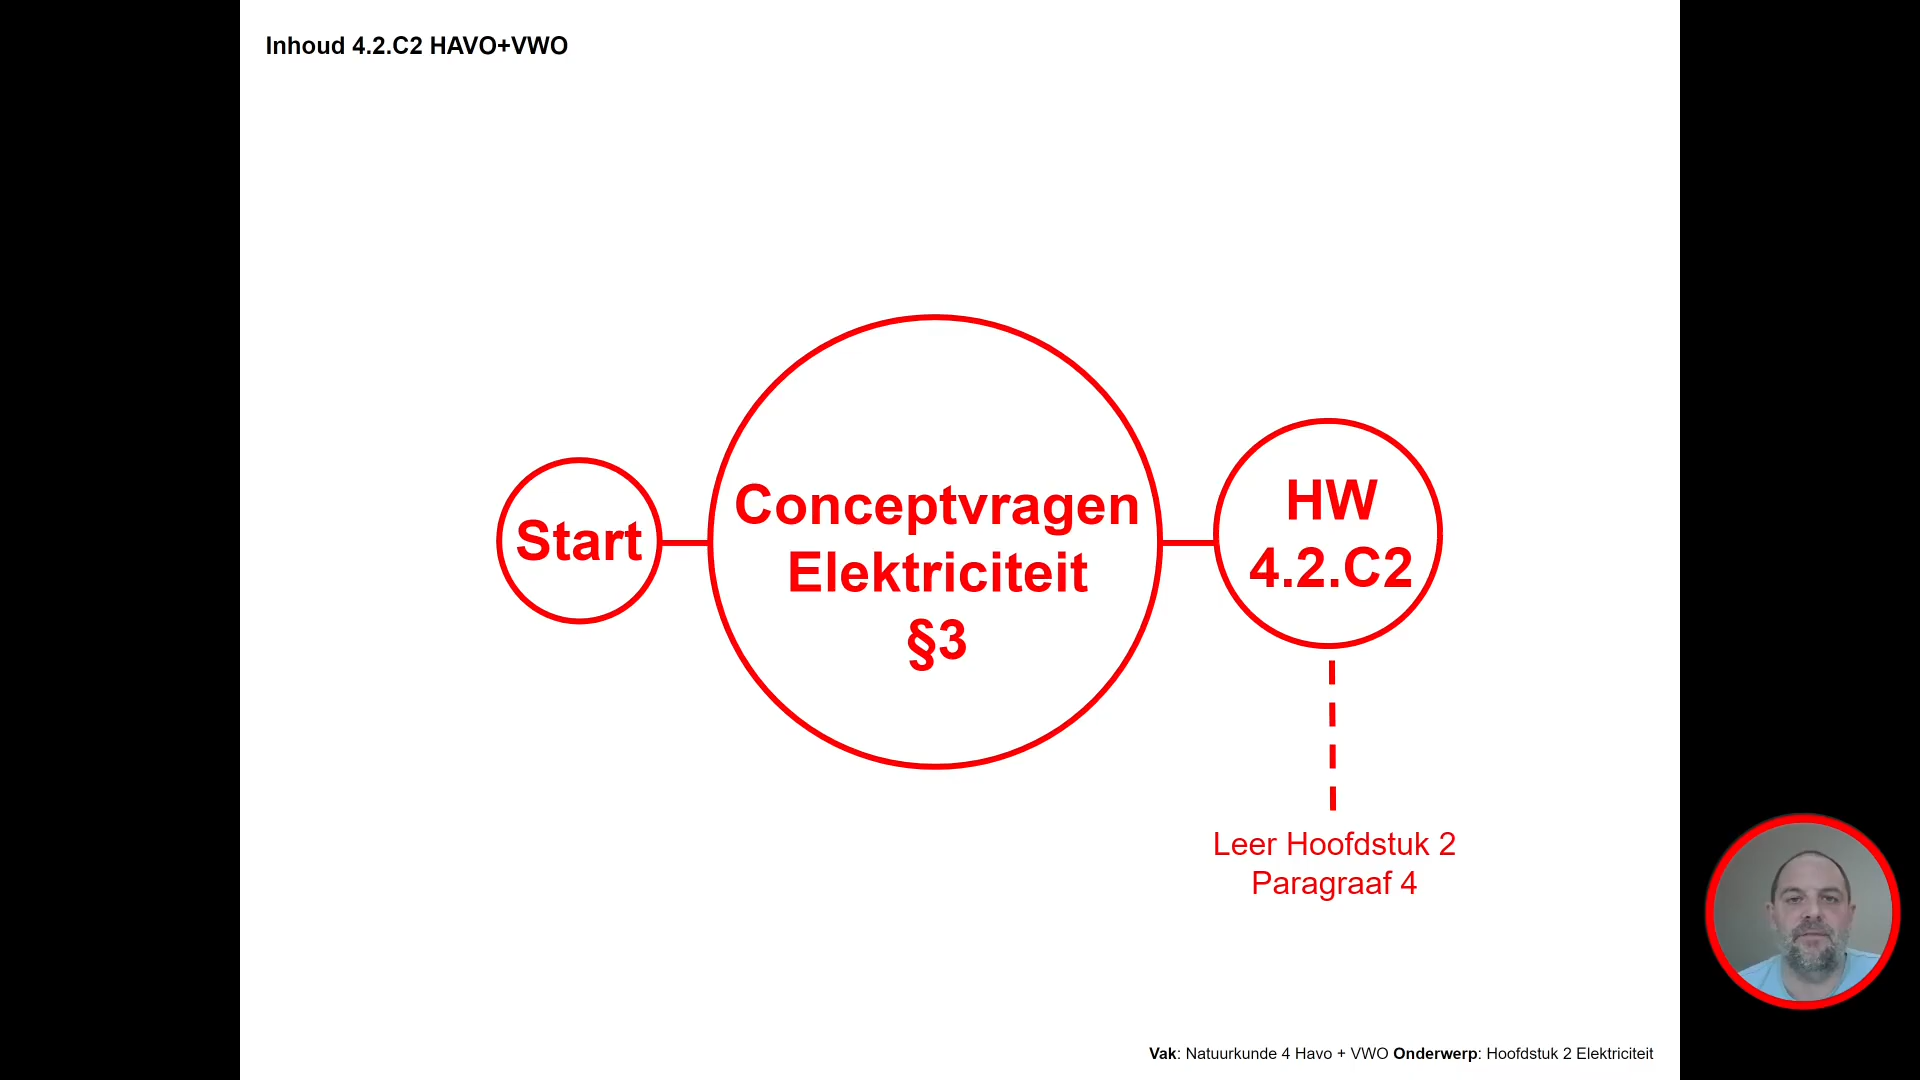 Inhoud 4.2.C2 HAVO+VWO
Start
Conceptvragen
Elektriciteit
§3
HW
4.2.C2
Leer Hoofdstuk 2
Paragraaf 4
Vak: Natuurkunde 4 Havo + VWO Onderwerp: Hoofdstuk 2 Elektriciteit